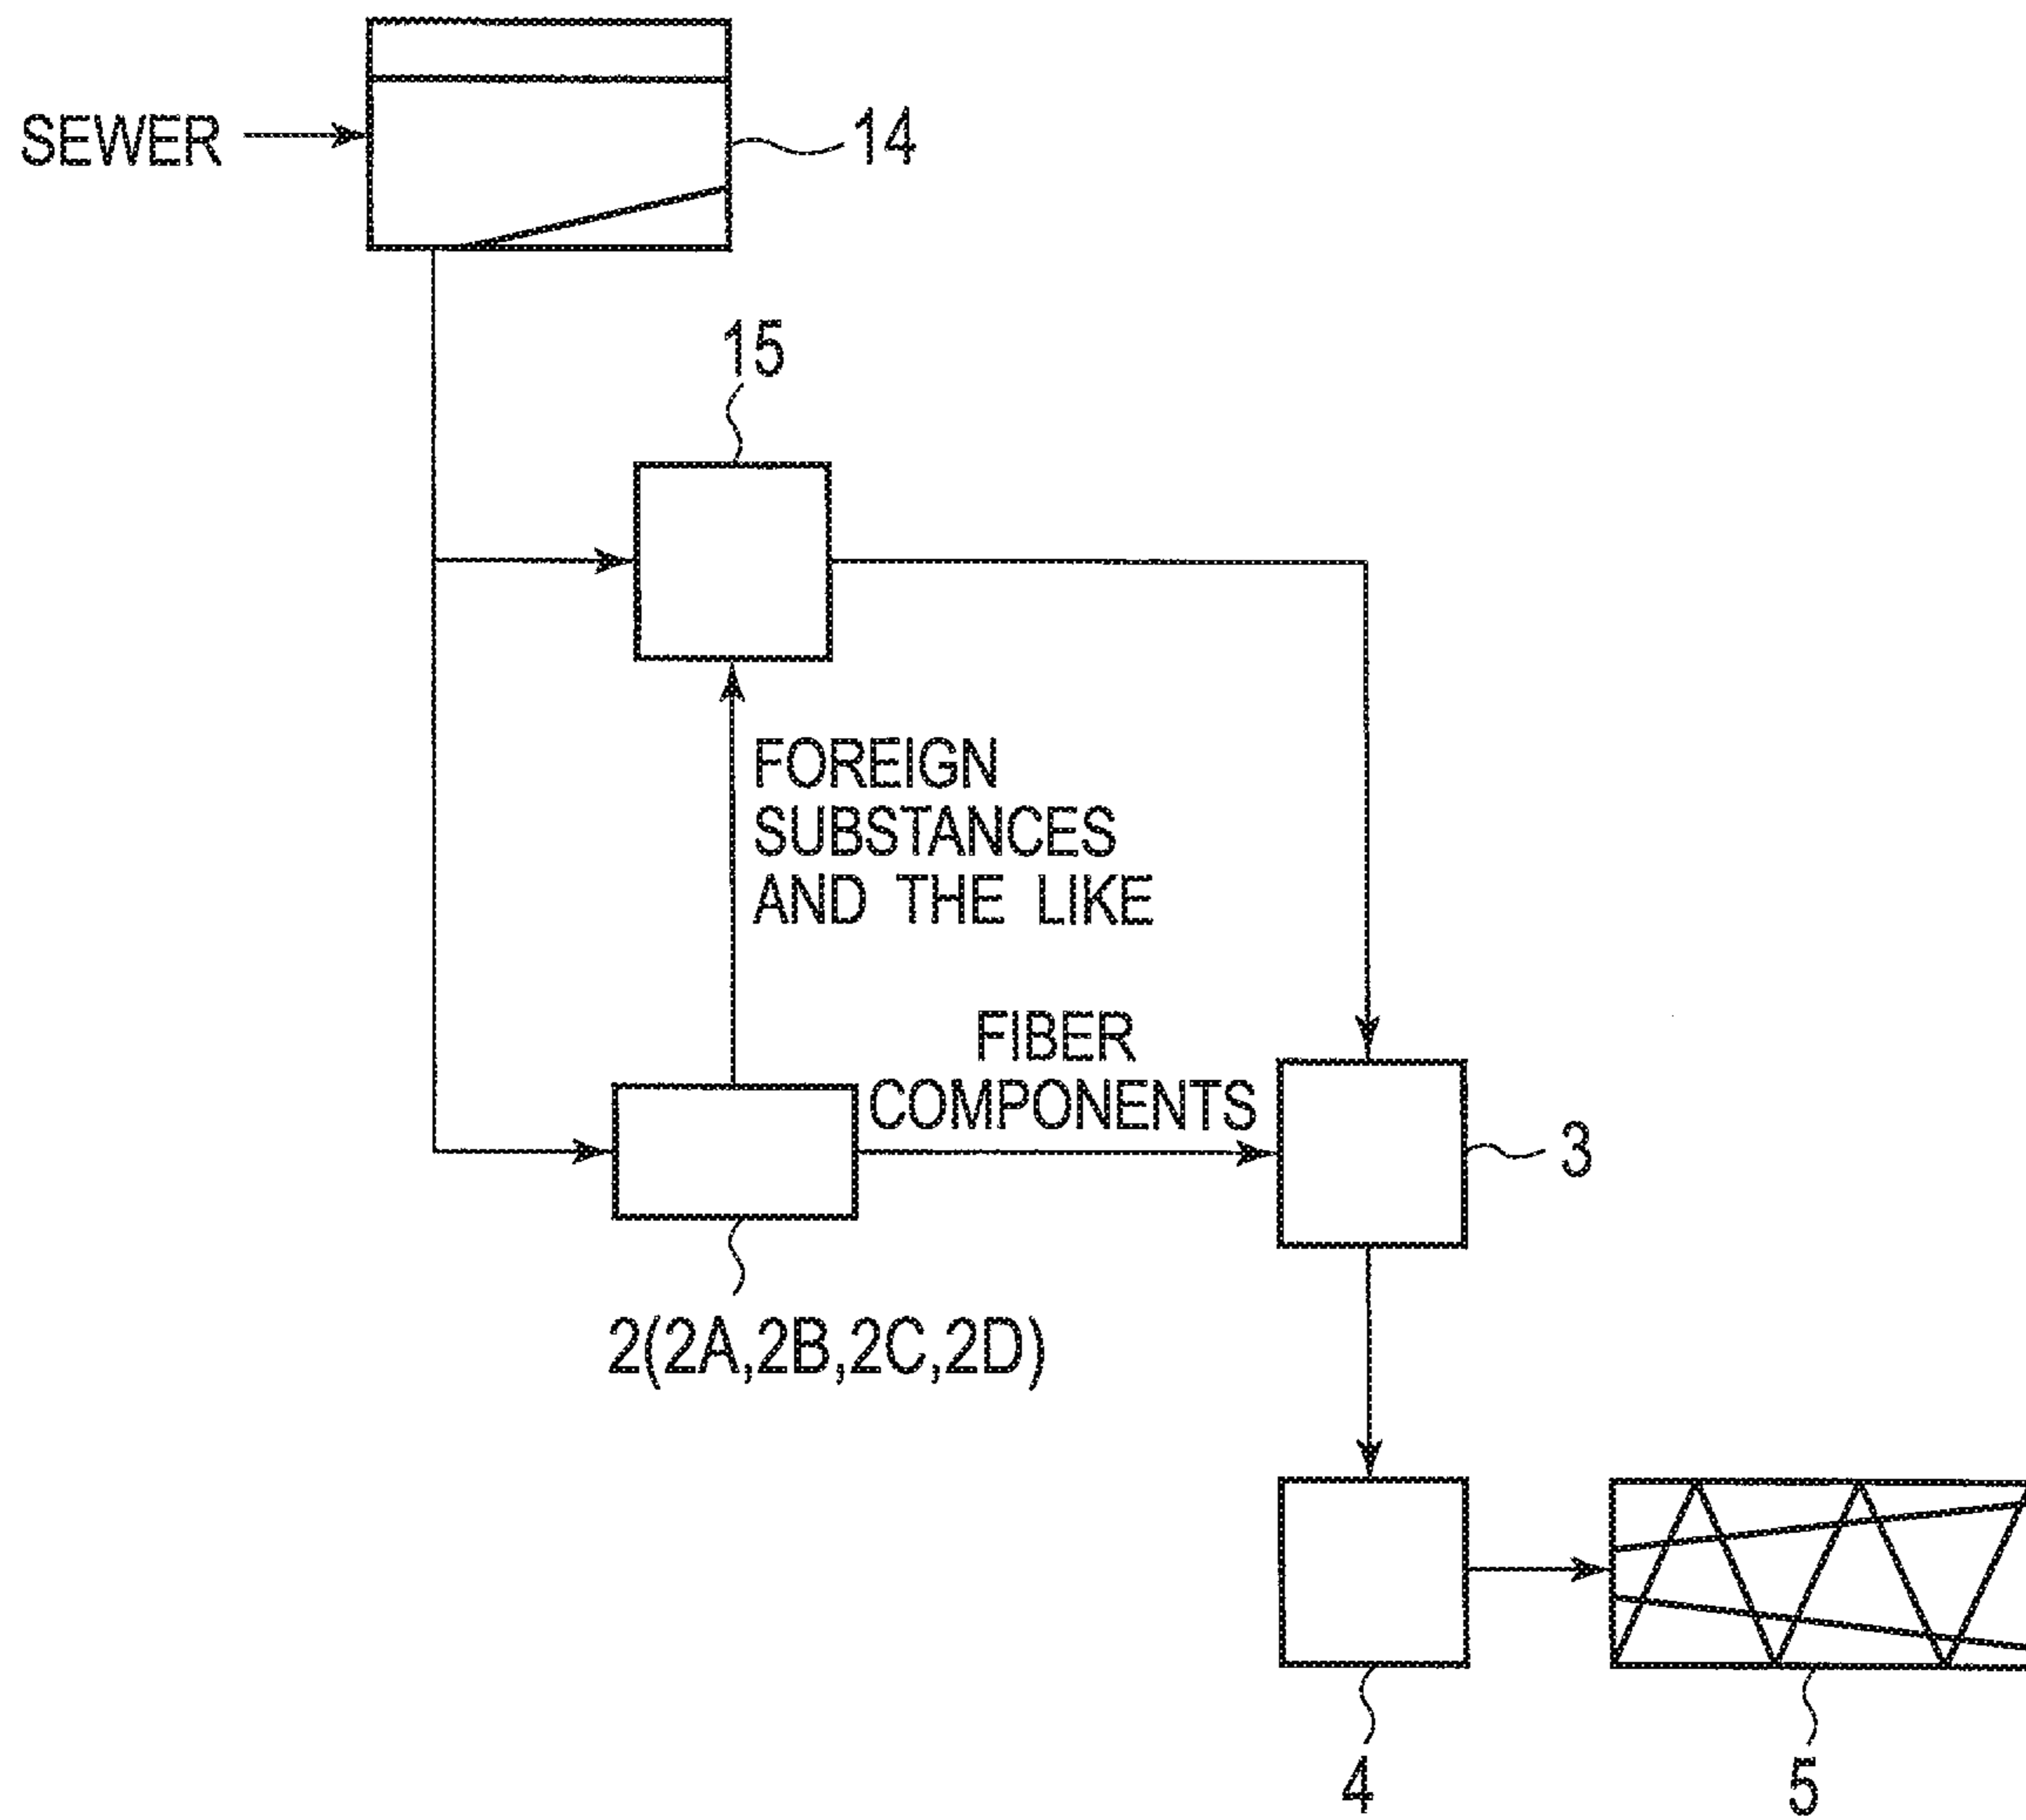 SEWER
14
15
FOREIGN
SUBSTANCES
AND THE LIKE
FIBER
COMPONENTS
3
2(2A,2B,2C,2D)
4
5